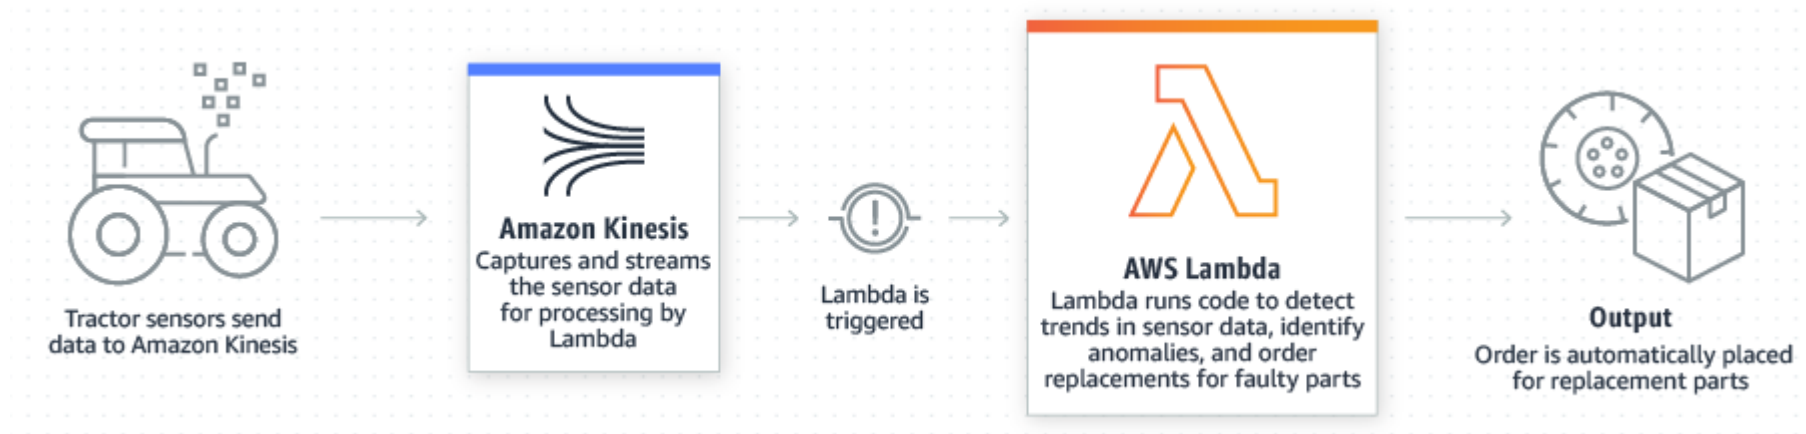 Tractor sensors send
data to Amazon Kinesis
Amazon Kinesis
Captures and streams
the sensor data
for processing by
Lambda
Lambda is
triggered
AWS Lambda
Lambda runs code to detect
trends in sensor data, identify
anomalies, and order
replacements for faulty parts
Output
Order is automatically placed
for replacement parts